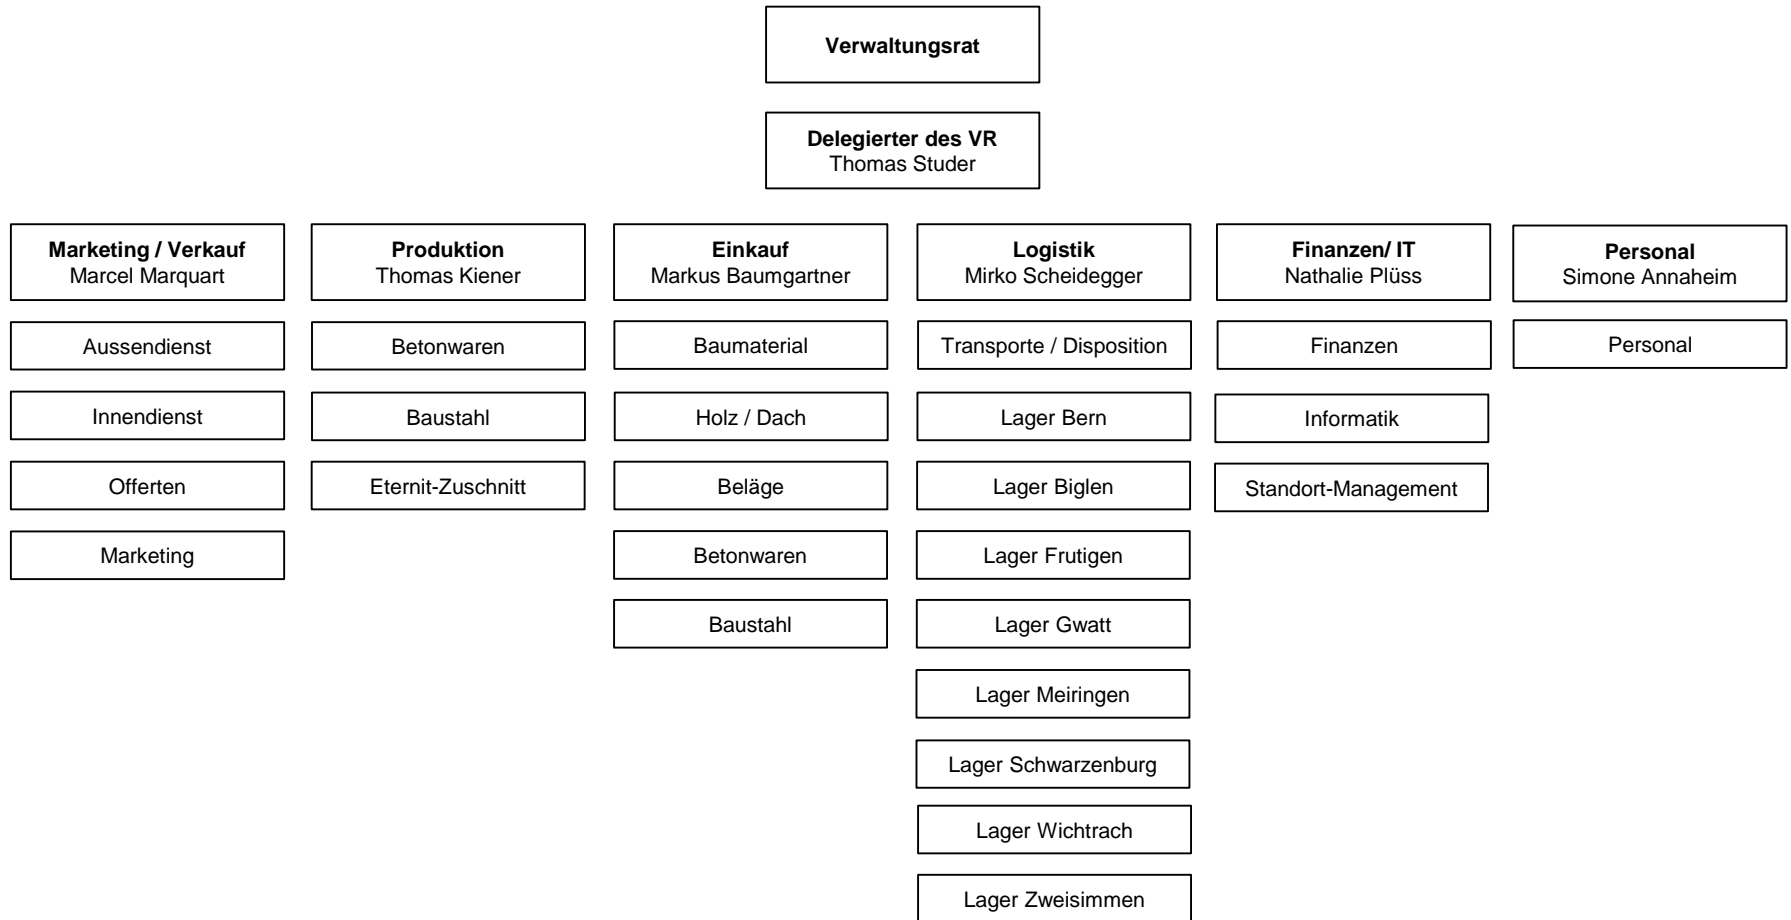 Verwaltungsrat
Delegierter des VR
Thomas Studer
Marketing / Verkauf
Marcel Marquart
Aussendienst
Innendienst
Offerten
Marketing
Produktion
Thomas Kiener
Betonwaren
Baustahl
Eternit-Zuschnitt
Einkauf
Markus Baumgartner
Baumaterial
Holz / Dach
Beläge
Betonwaren
Baustahl
Logistik
Mirko Scheidegger
Transporte / Disposition
Lager Bern
Lager Biglen
Lager Frutigen
Lager Gwatt
Lager Meiringen
Lager Schwarzenburg
Lager Wichtrach
Lager Zweisimmen
Finanzen/ IT
Nathalie Plüss
Finanzen
Informatik
Standort-Management
Personal
Simone Annaheim
Personal